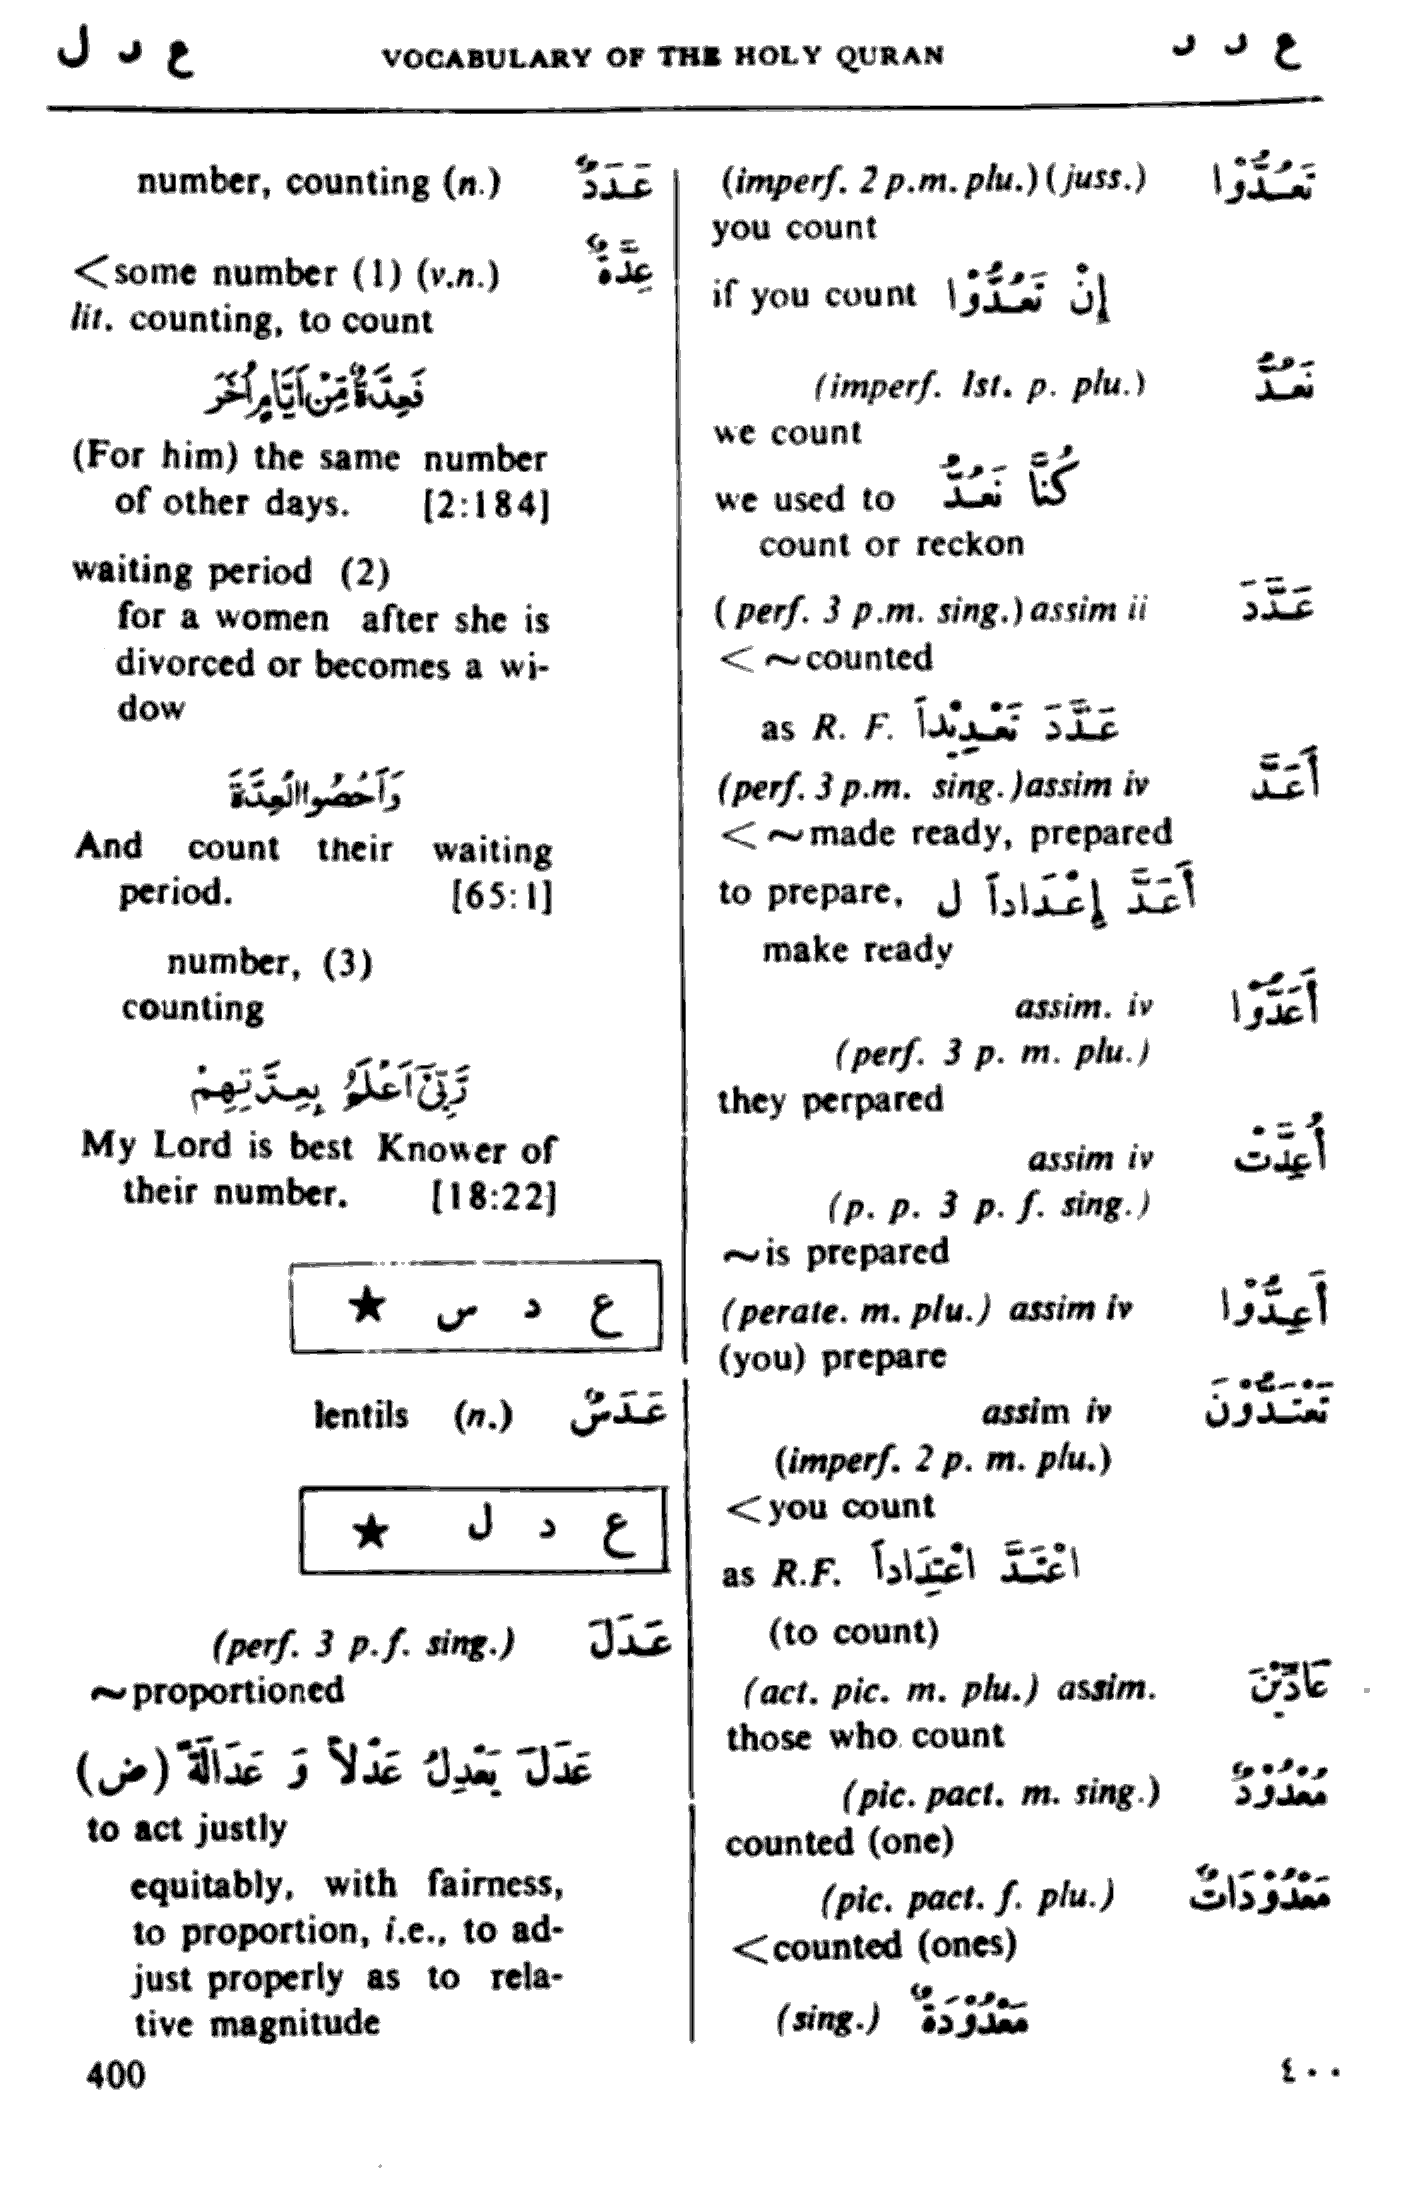 ع د ل VOCABULARY OF THE HOLY QURAN ع د د
تَعُدُّوْا (imperf. 2 p.m. plu.) (juss.)
you count
if you count إِنْ تَعُدُّوْا
نَعُدُّ (imperf. 1st. p. plu.)
we count
we used to كُنَّا نَعُدُّ
count or reckon
عَدَّدَ (perf. 3 p.m. sing.) assim ii
< ~counted
as R. F. عَدَّدَ تَعْدِيْداً
أَعَدَّ (perf. 3 p.m. sing.)assim iv
< ~made ready, prepared
to prepare, أَعَدَّ إِعْدَاداً ل
make ready
أَعَدُّوْا assim. iv
(perf. 3 p. m. plu.)
they perpared
أُعِدَّتْ assim iv
(p. p. 3 p. f. sing.)
~is prepared
أَعِدُّوْا (perate. m. plu.) assim iv
(you) prepare
تَعْتَدُّوْنَ assim iv
(imperf. 2 p. m. plu.)
<you count
as R.F. اعْتَدَّ اعْتِدَاداً
(to count)
عَادِّيْنَ (act. pic. m. plu.) assim.
those who count
مَعْدُوْدٌ (pic. pact. m. sing.)
counted (one)
مَعْدُوْدَاتٌ (pic. pact. f. plu.)
<counted (ones)
(sing.) مَعْدُوْدَةٌ
عَدَدٌ number, counting (n.)
عِدَّةٌ <some number (1) (v.n.)
lit. counting, to count
فَعِدَّةٌ مِّنْ اَيَّامٍ اُخَرَ
(For him) the same number
of other days. [2:184]
waiting period (2)
for a women after she is
divorced or becomes a wi-
dow
وَاَحْصُوا الْعِدَّةَ
And count their waiting
period. [65:1]
number, (3)
counting
رَّبِّيْ اَعْلَمُ بِعِدَّتِهِمْ
My Lord is best Knower of
their number. [18:22]
ع د س ★
عَدَسٌ lentils (n.)
ع د ل ★
عَدَلَ (perf. 3 p.f. sing.)
~proportioned
عَدَلَ يَعْدِلُ عَدْلاً وَ عَدَالَةً (ض)
to act justly
equitably, with fairness,
to proportion, i.e., to ad-
just properly as to rela-
tive magnitude
400 ٤٠٠